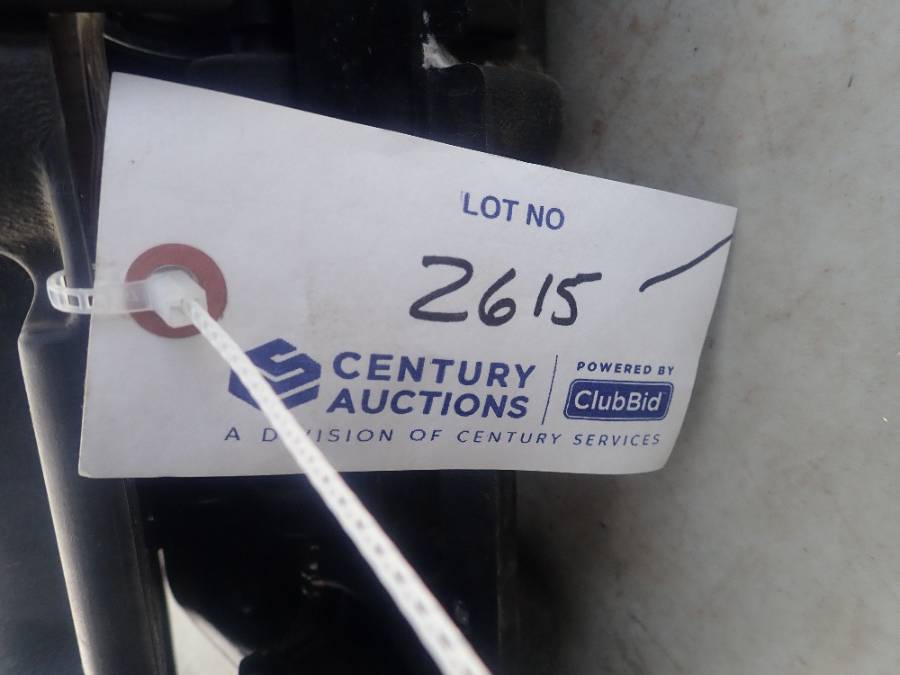 LOT NO
2615
CENTURY
AUCTIONS
POWERED BY
ClubBid
A DIVISION OF CENTURY SERVICES